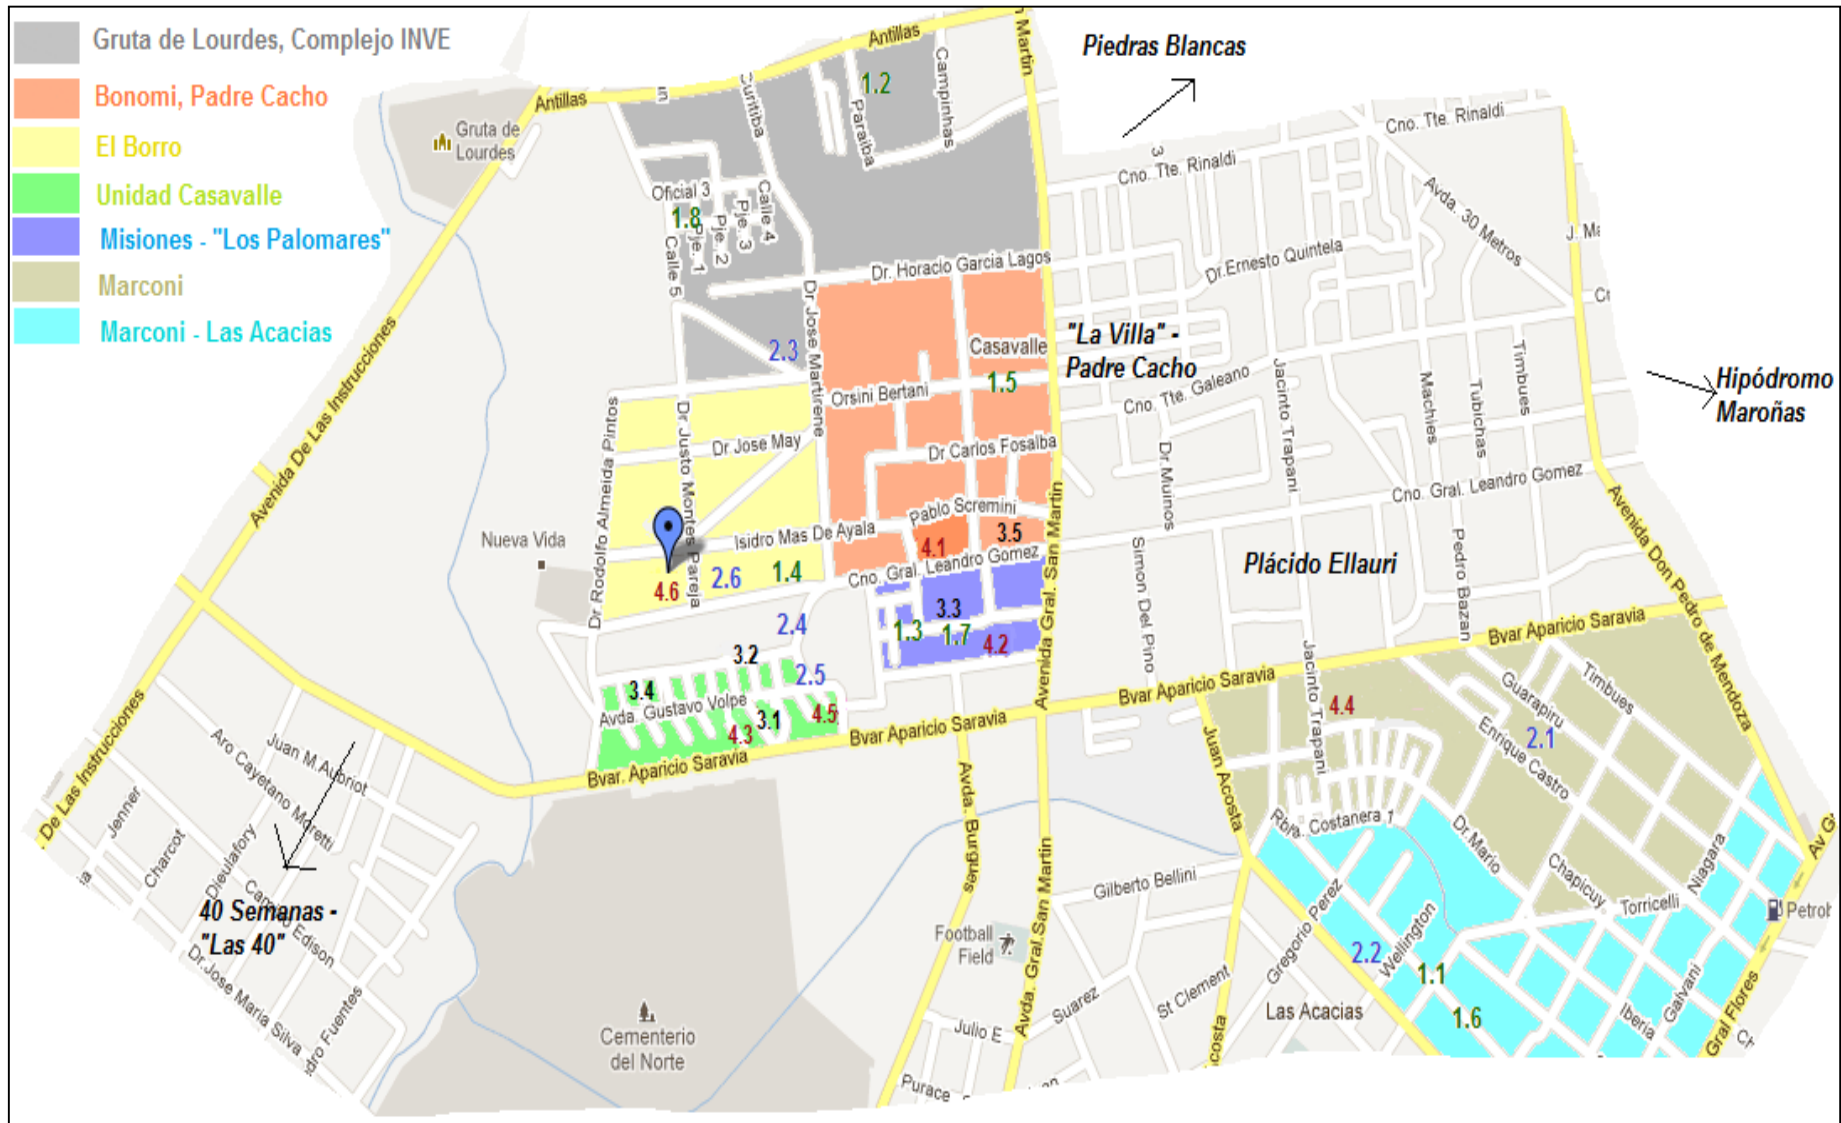 Gruta de Lourdes, Complejo INVE
Bonomi, Padre Cacho
El Borro
Unidad Casavalle
Misiones - "Los Palomares"
Marconi
Marconi - Las Acacias
Antillas
Antillas
Martin
Piedras Blancas
Gruta de
Lourdes
Curitiba
1.2
Paraiba
Campinhas
Cno. Tte. Rinaldi
3
Cno. Tte. Rinaldi
Avda. 30 Metros
Oficial 3
1.8
Pje. 1
Pje. 2
Pje. 3
Calle 4
Calle 5
Dr. Horacio Garcia Lagos
Dr.Ernesto Quintela
Dr Jose Martirene
2.3
Casavalle
1.5
"La Villa" -
Padre Cacho
Orsini Bertani
Cno. Tte. Galeano
Jacinto Trapani
Machies
Tubichas
Timbues
Hipódromo
Maroñas
Avenida De Las Instrucciones
Dr Rodolfo Almeida Pintos
Dr Justo Montes Pareja
Dr Jose May
Dr Carlos Fosalba
Dr.Muinos
Cno. Gral. Leandro Gomez
Pablo Scremini
Isidro Mas De Ayala
Nueva Vida
4.1
3.5
Cno. Gral. Leandro Gomez
Avenida Gral. San Martin
Simon Del Pino
Plácido Ellauri
Pedro Bazan
Avenida Don Pedro de Mendoza
4.6
2.6
1.4
2.4
3.3
1.3
1.7
4.2
Bvar Aparicio Saravia
3.2
2.5
3.4
Avda. Gustavo Volpe
3.1
4.5
4.3
Bvar. Aparicio Saravia
Bvar Aparicio Saravia
Bvar Aparicio Saravia
Jacinto Trapani
4.4
Guarapiru
Timbues
Enrique Castro
2.1
Juan Acosta
De Las Instrucciones
Juan M.Aubriot
Aro Cayetano Moretti
Jenner
Charcot
Dieulafory
40 Semanas -
"Las 40"
Edison
Dr.Jose Maria Silva
Fuentes
Avda. Burgues
Avda. Gral.San Martin
Rbla. Costanera 1
Dr.Mario
Chapicuy
Torricelli
Niagara
Petrob
Gilberto Bellini
Gregorio Perez
Wellington
2.2
1.1
1.6
Football
Field
Suarez
St Clement
Las Acacias
Iberia
Galvani
Gral Flores
Cementerio
del Norte
Julio E
Purace